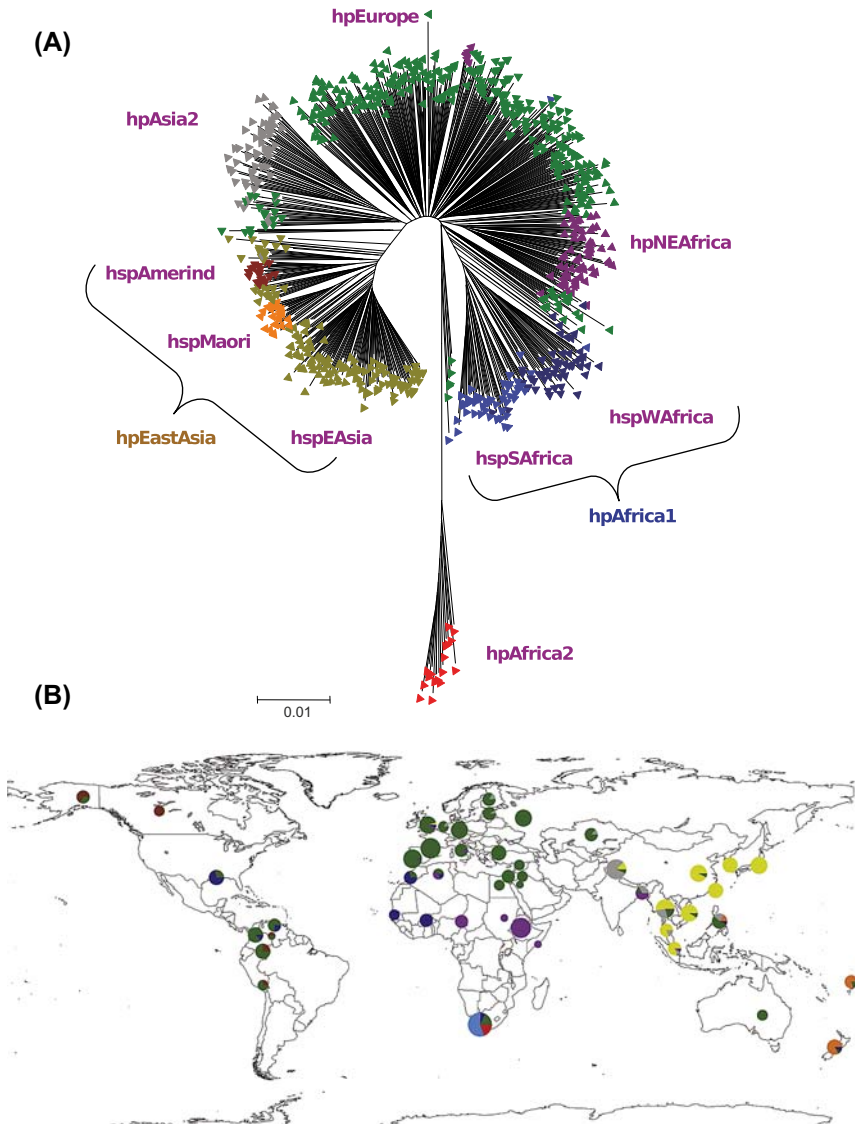 (A)
hpEurope
hpAsia2
hpNEAfrica
hspAmerind
hspMaori
hpEastAsia
hspEAsia
hspWAfrica
hspSAfrica
hpAfrica1
hpAfrica2
0.01
(B)